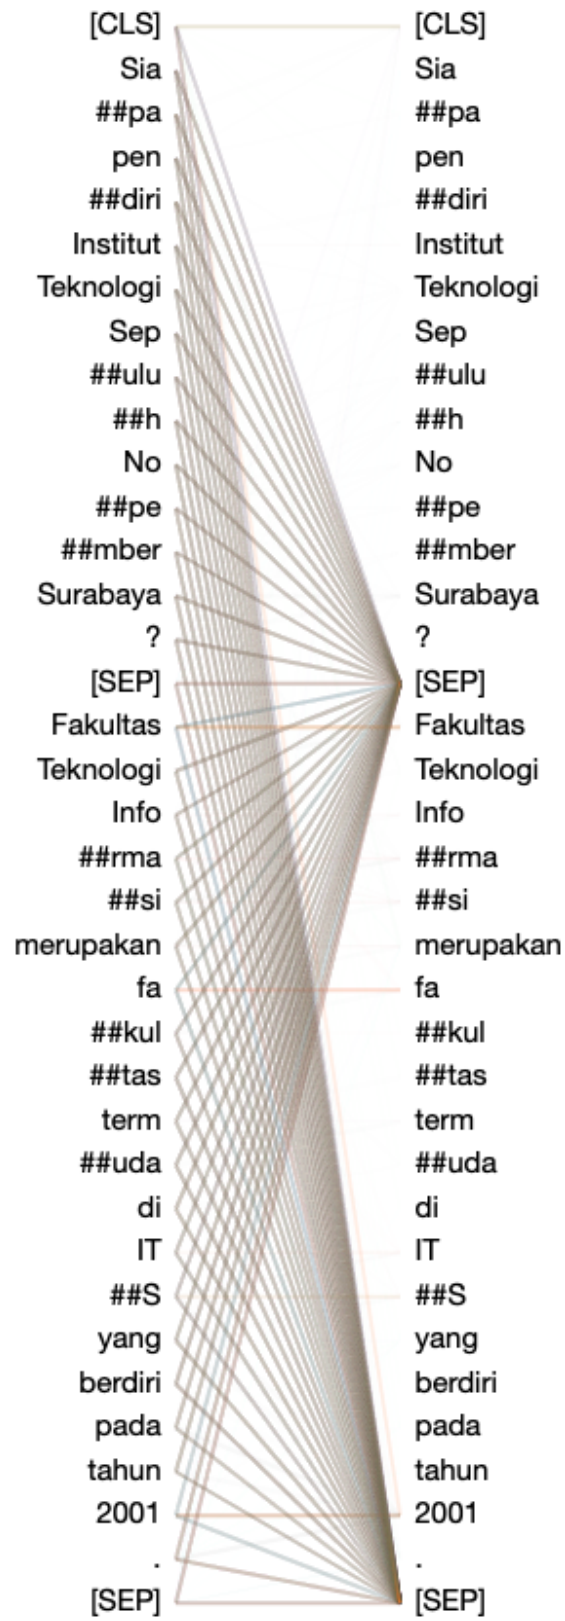 [CLS] [CLS]
Sia Sia
##pa ##pa
pen pen
##diri ##diri
Institut Institut
Teknologi Teknologi
Sep Sep
##ulu ##ulu
##h ##h
No No
##pe ##pe
##mber ##mber
Surabaya Surabaya
? ?
[SEP] [SEP]
Fakultas Fakultas
Teknologi Teknologi
Info Info
##rma ##rma
##si ##si
merupakan merupakan
fa fa
##kul ##kul
##tas ##tas
term term
##uda ##uda
di di
IT IT
##S ##S
yang yang
berdiri berdiri
pada pada
tahun tahun
2001 2001
. .
[SEP] [SEP]